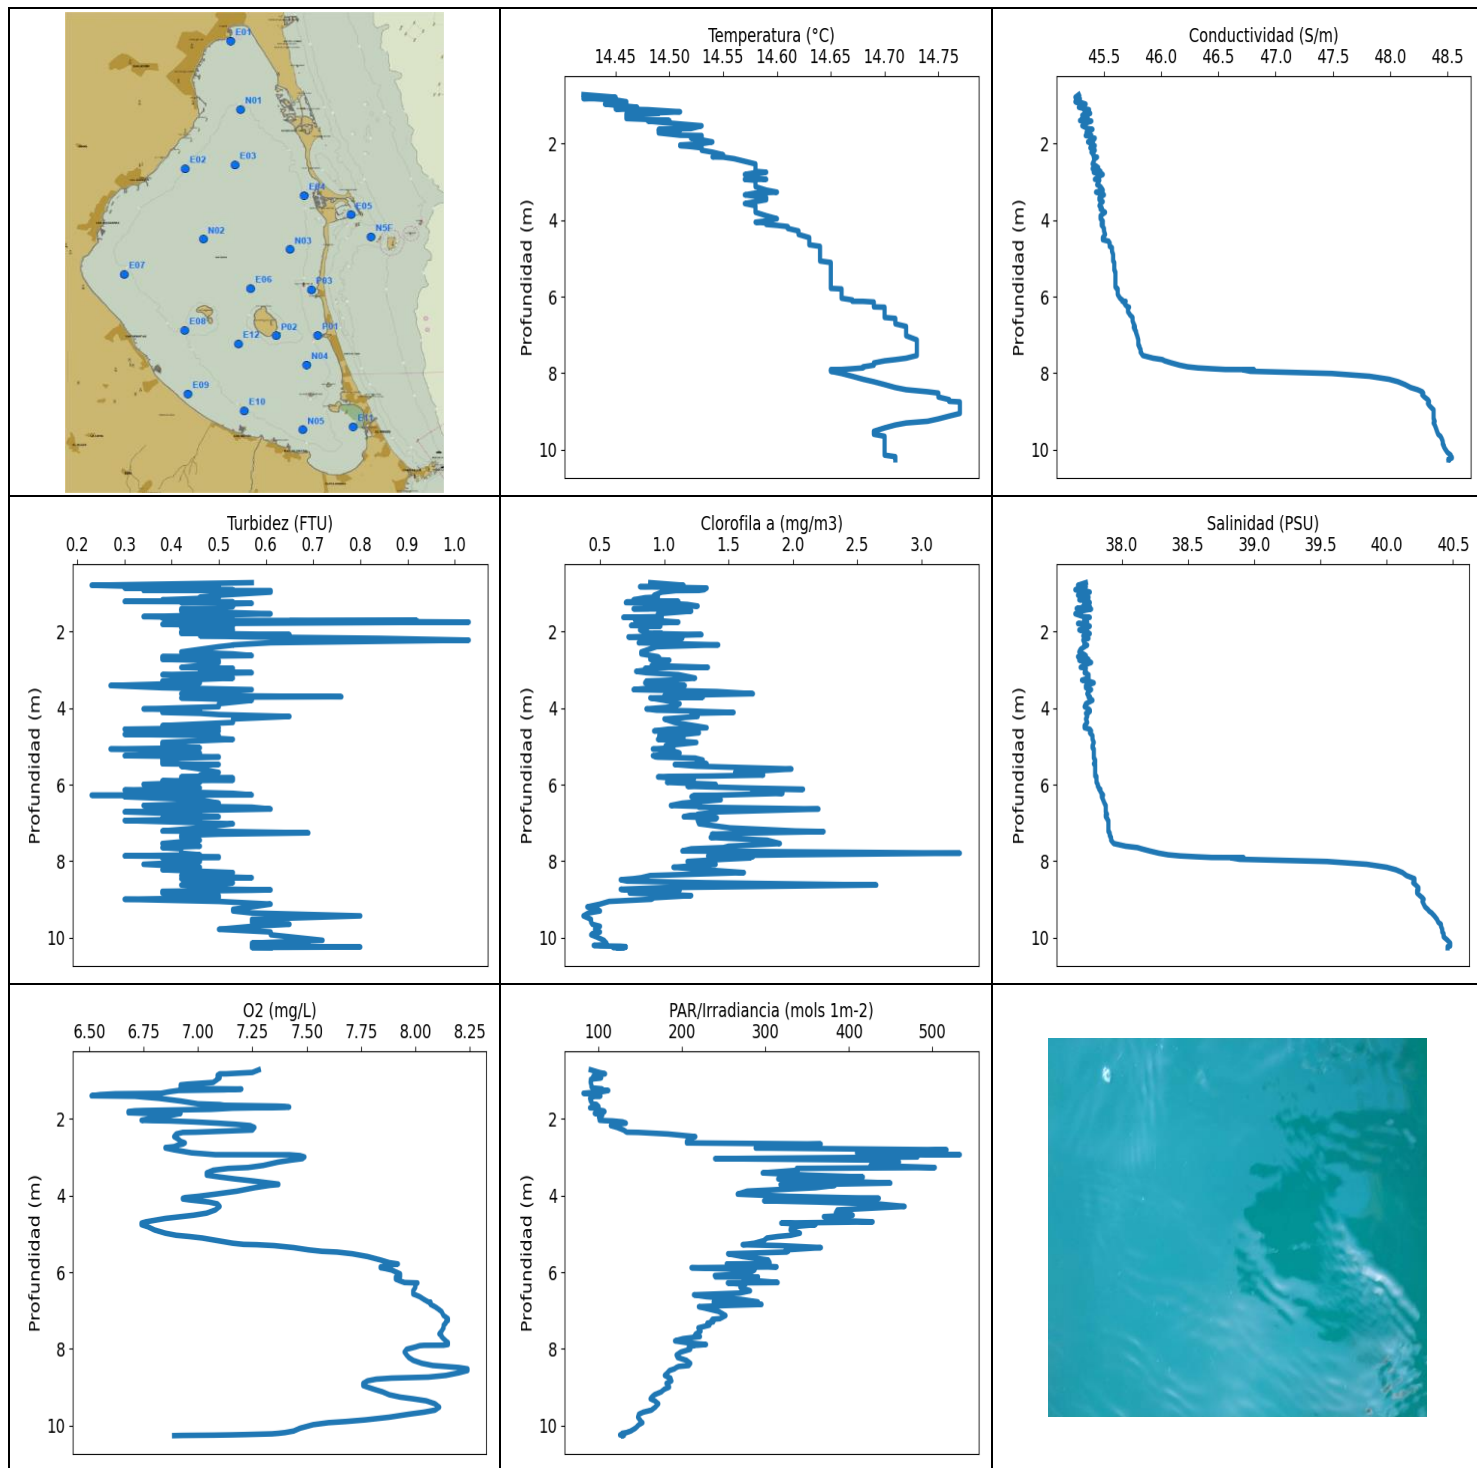 E01
N01
E02
E03
E04
E05
N5F
N02
N03
E07
E06
P03
E08
P02
P01
E12
N04
E09
E10
N05
Temperatura (°C)
14.45 14.50 14.55 14.60 14.65 14.70 14.75
Profundidad (m)
2
4
6
8
10
Conductividad (S/m)
45.5 46.0 46.5 47.0 47.5 48.0 48.5
Profundidad (m)
2
4
6
8
10
Turbidez (FTU)
0.2 0.3 0.4 0.5 0.6 0.7 0.8 0.9 1.0
Profundidad (m)
2
4
6
8
10
Clorofila a (mg/m3)
0.5 1.0 1.5 2.0 2.5 3.0
Profundidad (m)
2
4
6
8
10
Salinidad (PSU)
38.0 38.5 39.0 39.5 40.0 40.5
Profundidad (m)
2
4
6
8
10
O2 (mg/L)
6.50 6.75 7.00 7.25 7.50 7.75 8.00 8.25
Profundidad (m)
2
4
6
8
10
PAR/Irradiancia (mols 1m-2)
100 200 300 400 500
Profundidad (m)
2
4
6
8
10